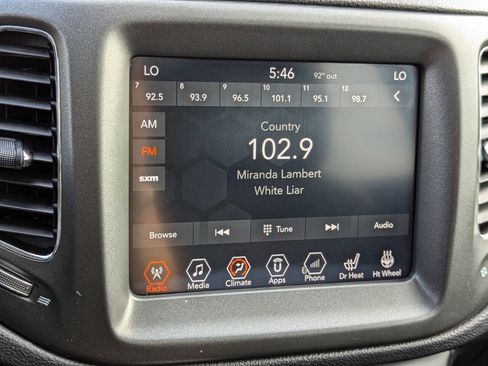 LO 5:46 92° out LO
7 8 9 10 11 12
92.5 93.9 96.5 101.1 95.1 98.7
AM
FM
sxm
Country
102.9
Miranda Lambert
White Liar
Browse Tune Audio
Radio Media Climate Apps Phone Dr Heat Ht Wheel